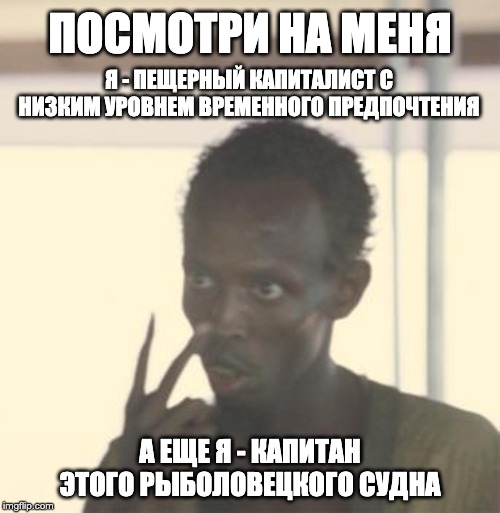 ПОСМОТРИ НА МЕНЯ
Я - ПЕЩЕРНЫЙ КАПИТАЛИСТ С
НИЗКИМ УРОВНЕМ ВРЕМЕННОГО ПРЕДПОЧТЕНИЯ
А ЕЩЕ Я - КАПИТАН
ЭТОГО РЫБОЛОВЕЦКОГО СУДНА
imgflip.com